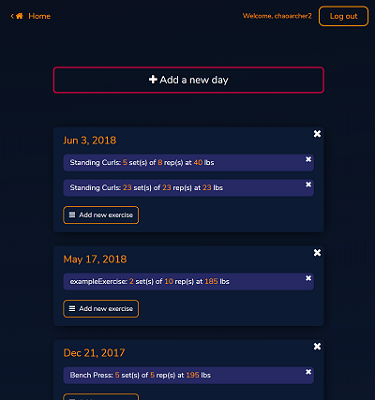 Home
Welcome, chaoarcher2
Log out
Add a new day
Jun 3, 2018
Standing Curls: 5 set(s) of 8 rep(s) at 40 lbs
Standing Curls: 23 set(s) of 23 rep(s) at 23 lbs
Add new exercise
May 17, 2018
exampleExercise: 2 set(s) of 10 rep(s) at 185 lbs
Add new exercise
Dec 21, 2017
Bench Press: 5 set(s) of 5 rep(s) at 195 lbs